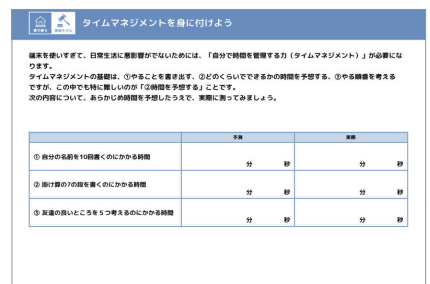 タイムマネジメントを身に付けよう
端末を使いすぎて、日常生活に悪影響がでないためには、「自分で時間を管理する力（タイムマネジメント）」が必要にな
ります。
タイムマネジメントの基礎は、①やることを書き出す、②どのくらいでできるかの時間を予想する、③やる順番を考える
ですが、この中でも特に難しいのが「②時間を予想する」ことです。
次の内容について、あらかじめ時間を予想したうえで、実際に測ってみましょう。
予測 実際
① 自分の名前を10回書くのにかかる時間 分 秒 分 秒
② 掛け算の7の段を書くのにかかる時間 分 秒 分 秒
③ 友達の良いところを５つ考えるのにかかる時間 分 秒 分 秒